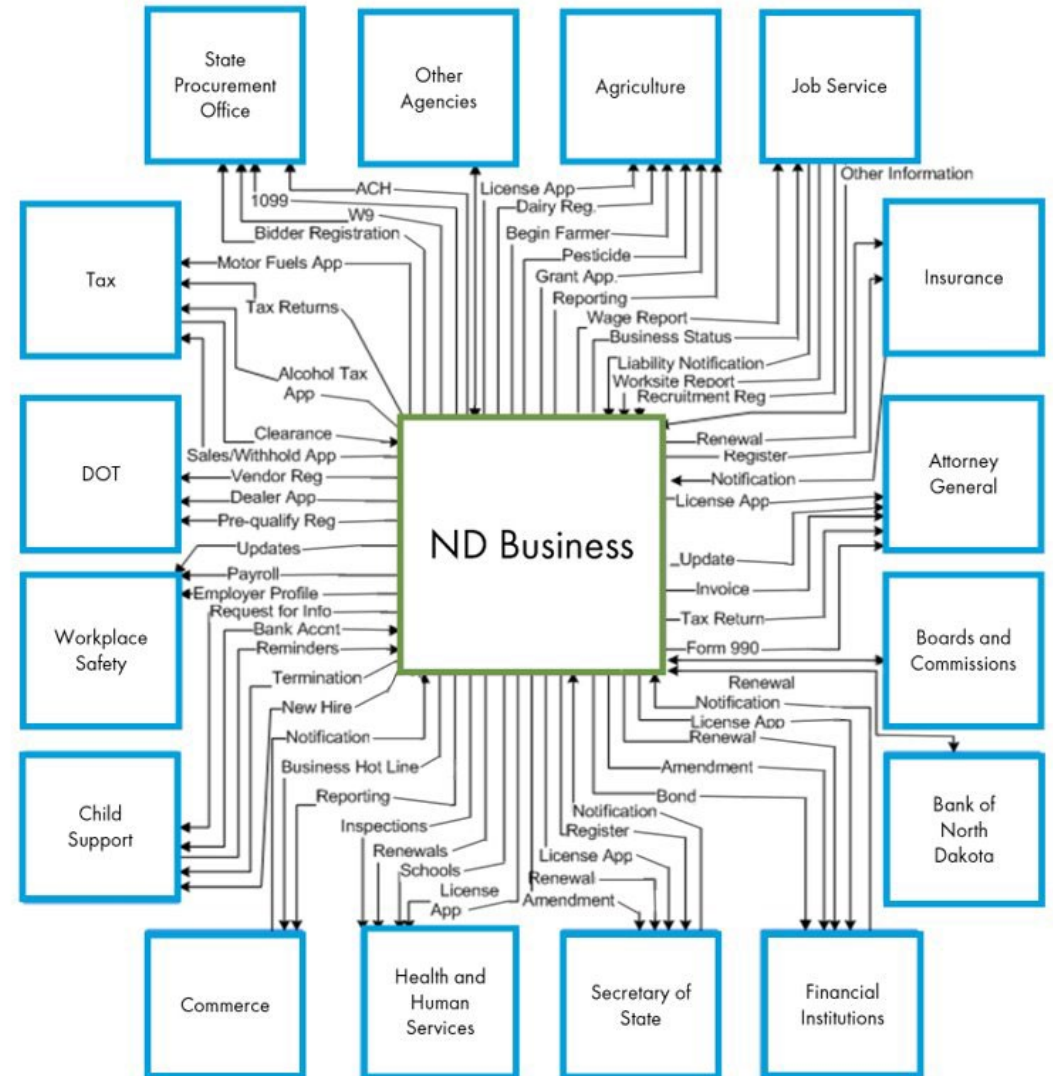 State
Procurement
Office
Other
Agencies
Agriculture
Job Service
Other Information
ACH
License App
1099
Dairy Reg.
W9
Bidder Registration
Begin Farmer
Motor Fuels App
Pesticide
Tax
Grant App.
Insurance
Tax Returns
Reporting
Wage Report
Business Status
Liability Notification
Alcohol Tax
App
Worksite Report
Recruitment Reg
Clearance
Renewal
Sales/Withhold App
Register
DOT
Vendor Reg
Notification
Attorney
General
Dealer App
License App
Pre-qualify Reg
ND Business
Updates
Update
Payroll
Employer Profile
Invoice
Request for Info
Tax Return
Bank Accnt
Workplace
Safety
Reminders
Form 990
Boards and
Commissions
Termination
Renewal
New Hire
Notification
License App
Notification
Renewal
Business Hot Line
Amendment
Reporting
Bond
Child
Support
Notification
Bank of
North
Dakota
Inspections
Register
Renewals
License App
Schools
Renewal
License
App
Amendment
Commerce
Health and
Human
Services
Secretary of
State
Financial
Institutions